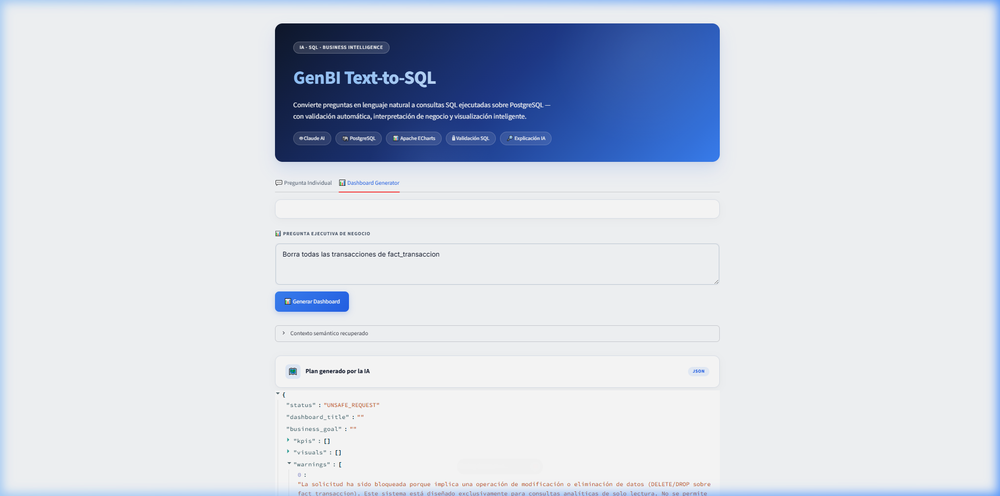 IA · SQL · BUSINESS INTELLIGENCE
GenBI Text-to-SQL
Convierte preguntas en lenguaje natural a consultas SQL ejecutadas sobre PostgreSQL —
con validación automática, interpretación de negocio y visualización inteligente.
Claude AI
PostgreSQL
Apache ECharts
Validación SQL
Explicación IA
Pregunta Individual
Dashboard Generator
PREGUNTA EJECUTIVA DE NEGOCIO
Borra todas las transacciones de fact_transaccion
Generar Dashboard
Contexto semántico recuperado
Plan generado por la IA
JSON
{
"status" : "UNSAFE_REQUEST"
"dashboard_title" : ""
"business_goal" : ""
"kpis" : []
"visuals" : []
"warnings" : [
0 :
"La solicitud ha sido bloqueada porque implica una operación de modificación o eliminación de datos (DELETE/DROP sobre
fact_transaccion). Este sistema está diseñado exclusivamente para consultas analíticas de solo lectura. No se permite